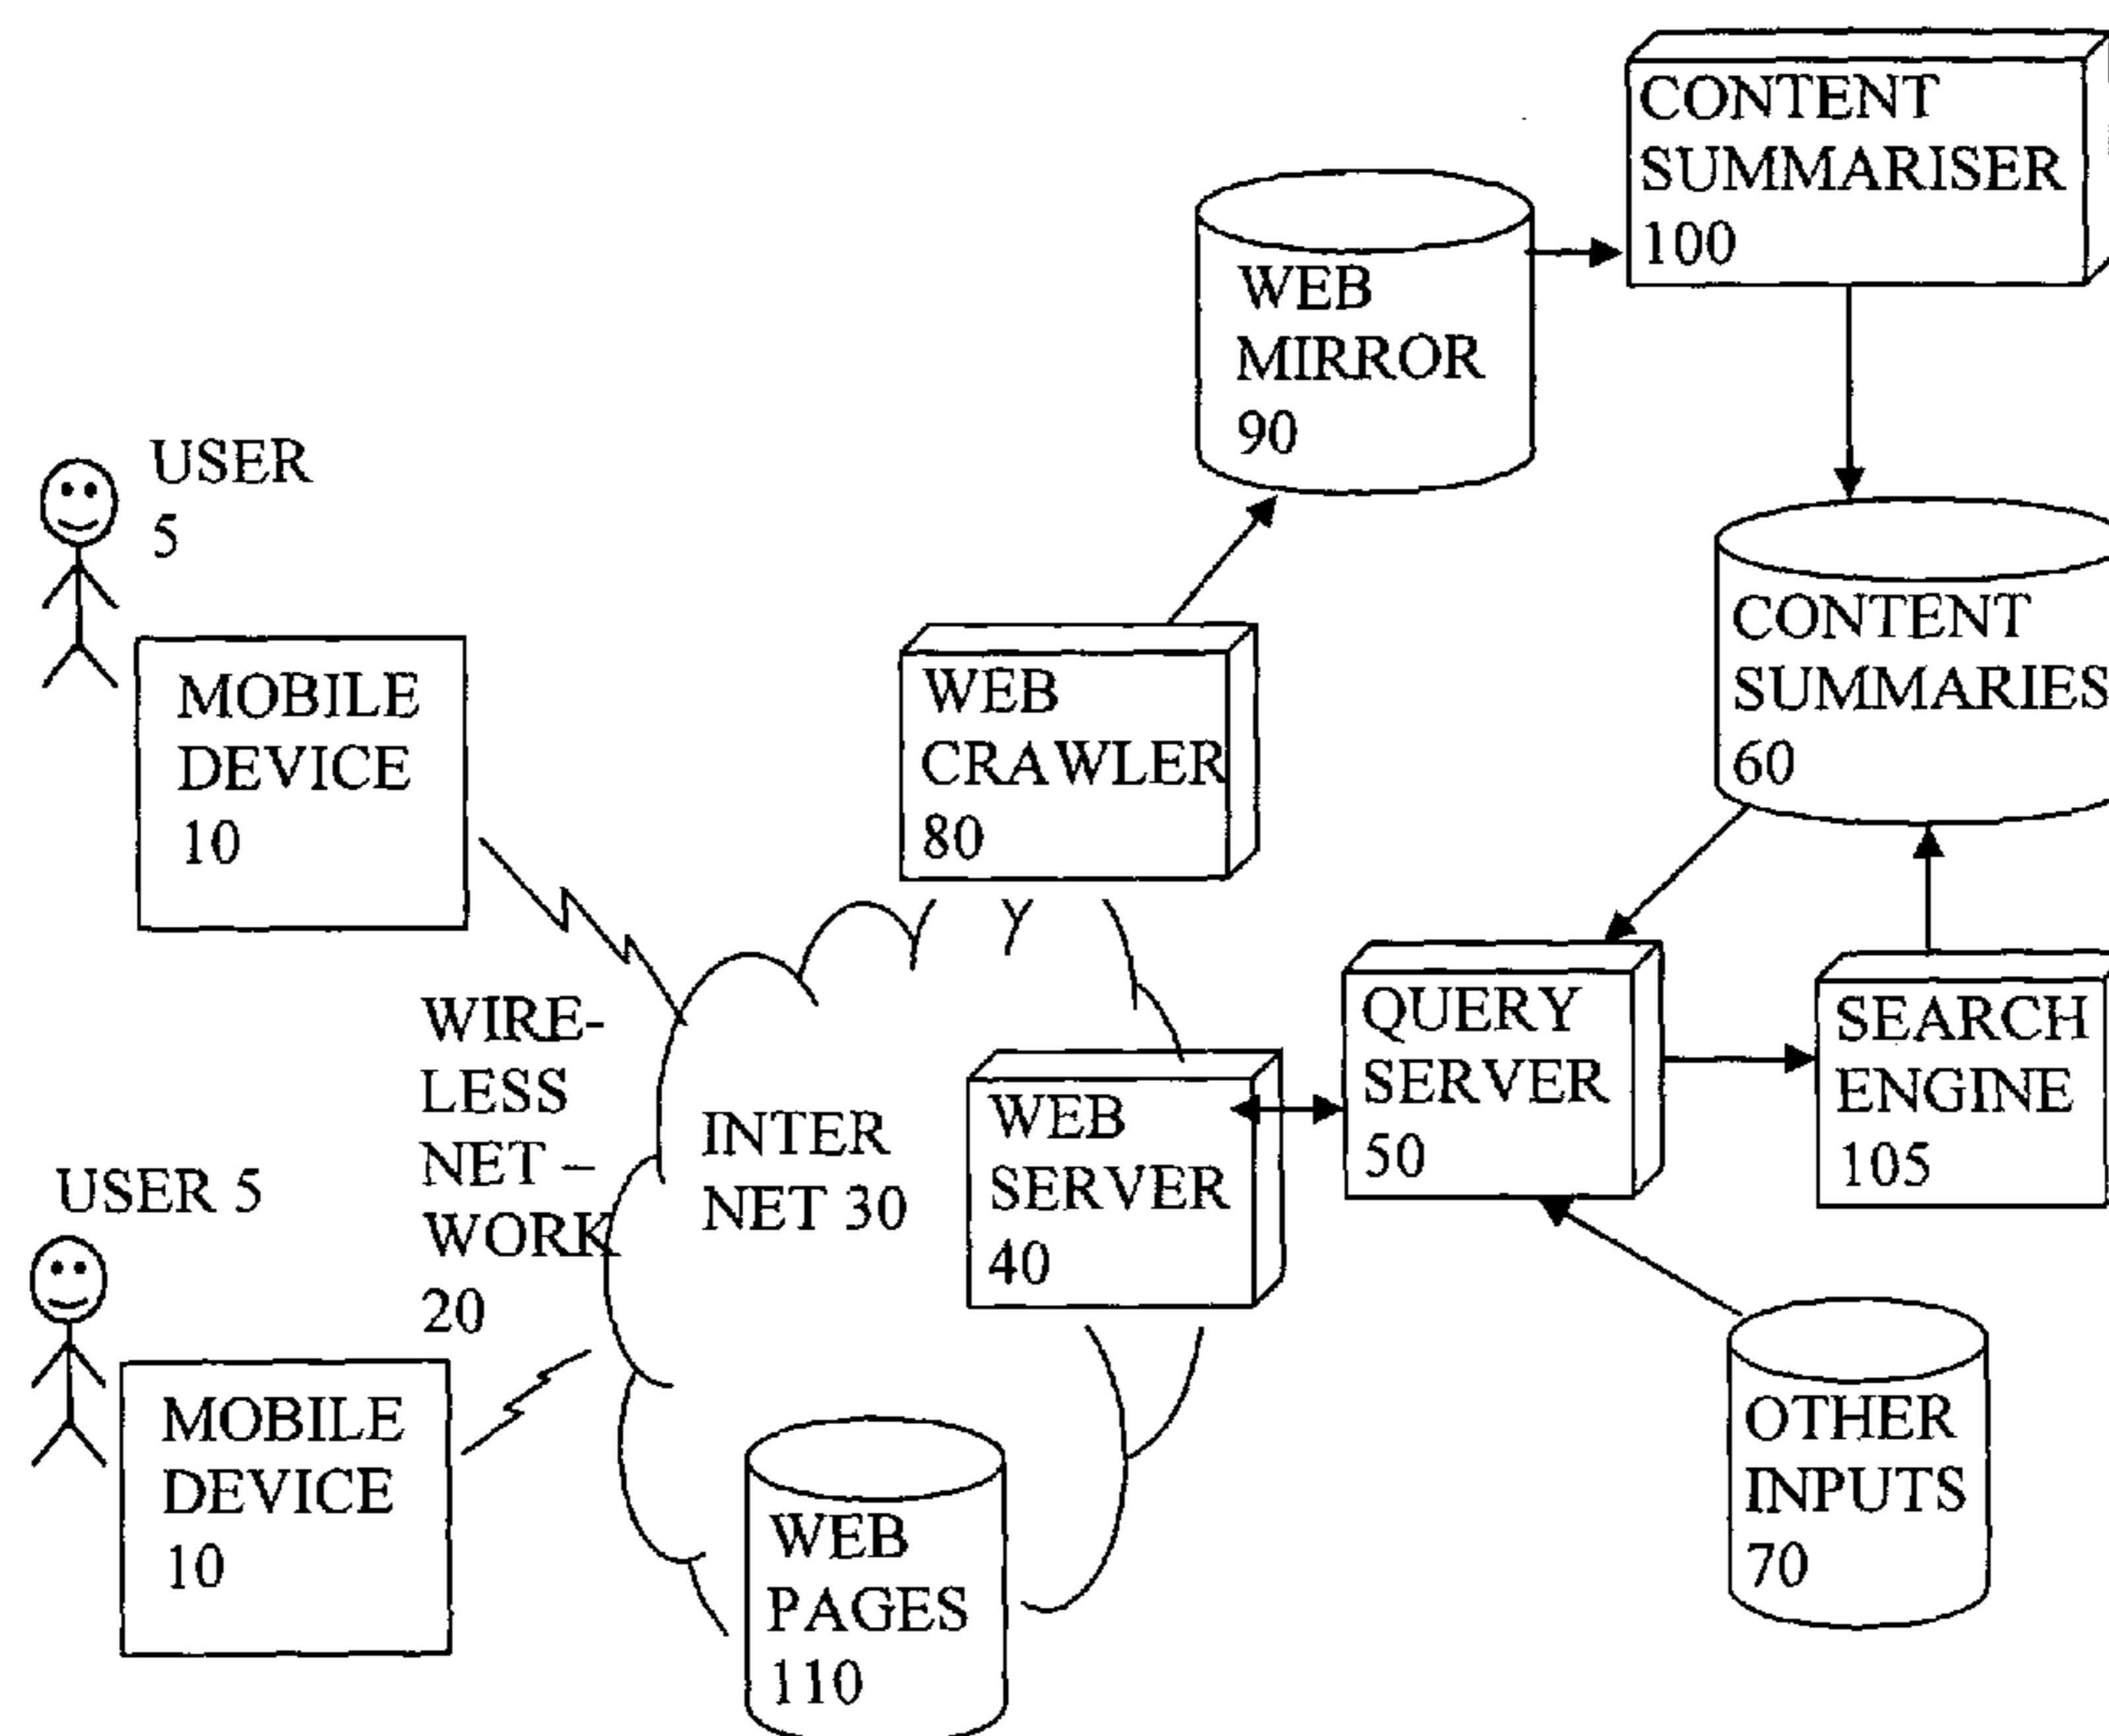 CONTENT
SUMMARISER
100
WEB
MIRROR
90
USER
5
CONTENT
SUMMARIES
60
MOBILE
DEVICE
10
WEB
CRAWLER
80
WIRE-
LESS
NET –
WORK
20
INTER
NET 30
QUERY
SERVER
50
SEARCH
ENGINE
105
WEB
SERVER
40
USER 5
MOBILE
DEVICE
10
OTHER
INPUTS
70
WEB
PAGES
110